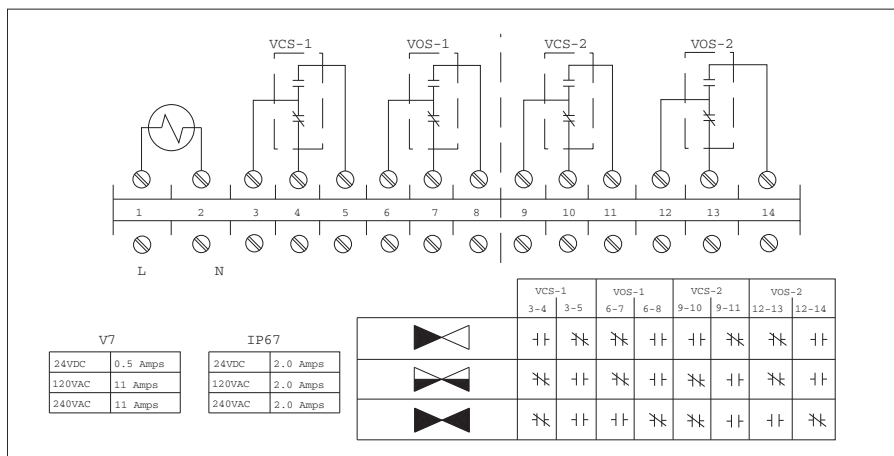 VCS-1 VOS-1 VCS-2 VOS-2
1 2 3 4 5 6 7 8 9 10 11 12 13 14
L N
VCS-1 VOS-1 VCS-2 VOS-2
3-4 3-5 6-7 6-8 9-10 9-11 12-13 12-14
V7
24VDC 0.5 Amps
120VAC 11 Amps
240VAC 11 Amps
IP67
24VDC 2.0 Amps
120VAC 2.0 Amps
240VAC 2.0 Amps